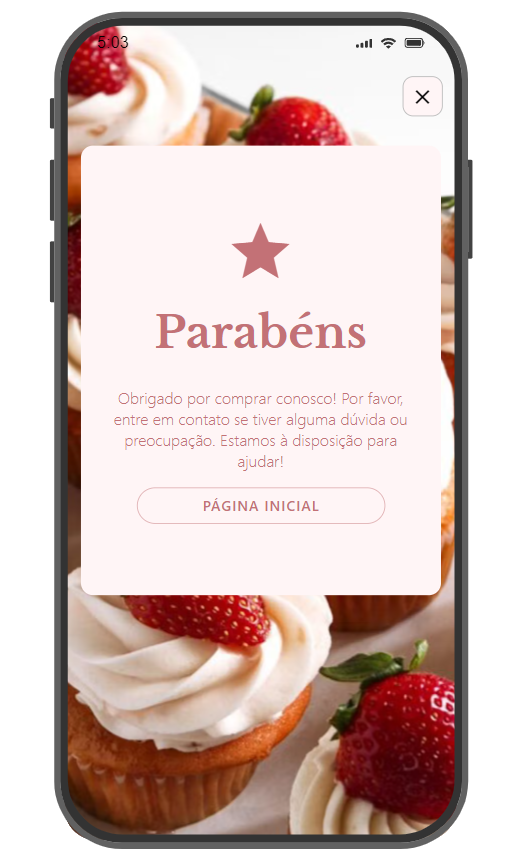 5:03
Parabéns
Obrigado por comprar conosco! Por favor,
entre em contato se tiver alguma dúvida ou
preocupação. Estamos à disposição para
ajudar!
PÁGINA INICIAL